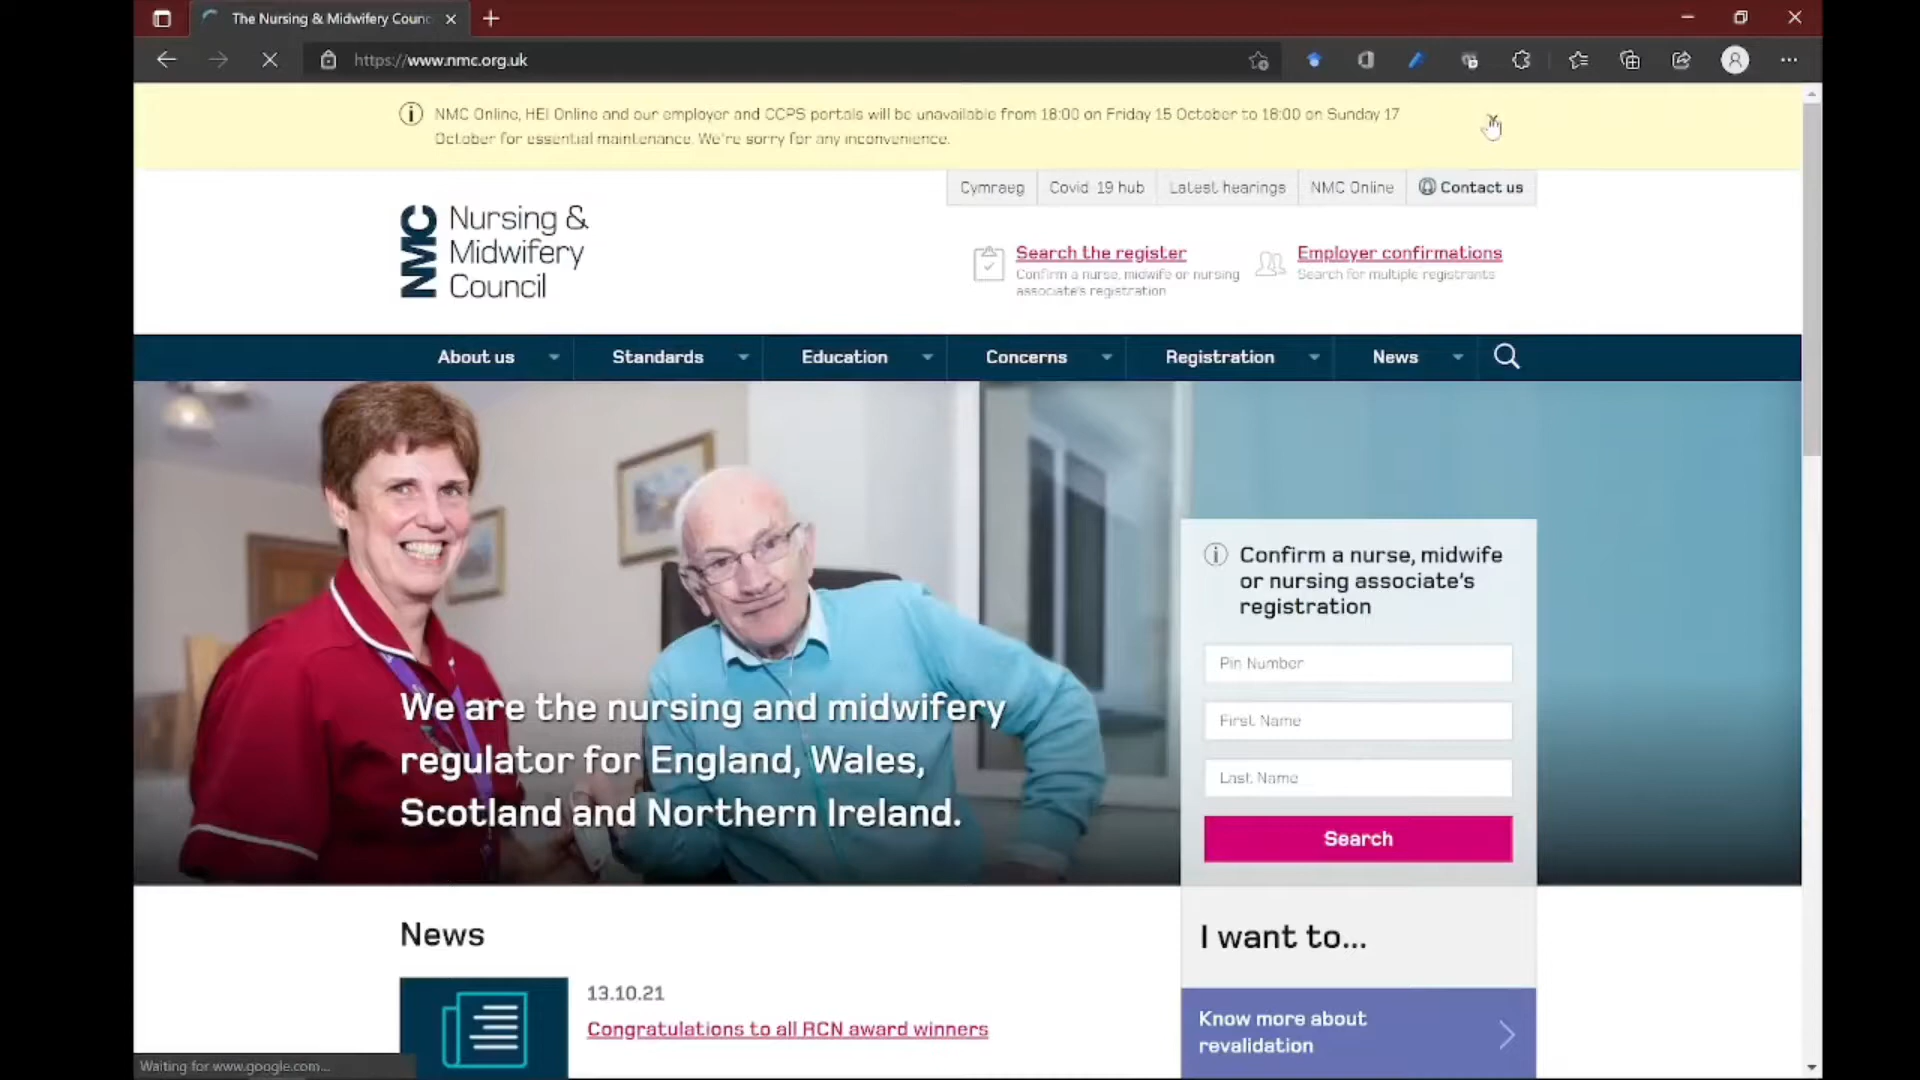 The Nursing & Midwifery Counc
https://www.nmc.org.uk
NMC Online, HEI Online and our employer and CCPS portals will be unavailable from 18:00 on Friday 15 October to 18:00 on Sunday 17
October for essential maintenance. We're sorry for any inconvenience.
Cymraeg
Covid 19 hub
Latest hearings
NMC Online
Contact us
NMC
Nursing &
Midwifery
Council
Search the register
Confirm a nurse, midwife or nursing
associate's registration
Employer confirmations
Search for multiple registrants
About us
Standards
Education
Concerns
Registration
News
We are the nursing and midwifery
regulator for England, Wales,
Scotland and Northern Ireland.
Confirm a nurse, midwife
or nursing associate's
registration
Pin Number
First Name
Last Name
Search
News
13.10.21
Congratulations to all RCN award winners
I want to...
Know more about
revalidation
Waiting for www.google.com...